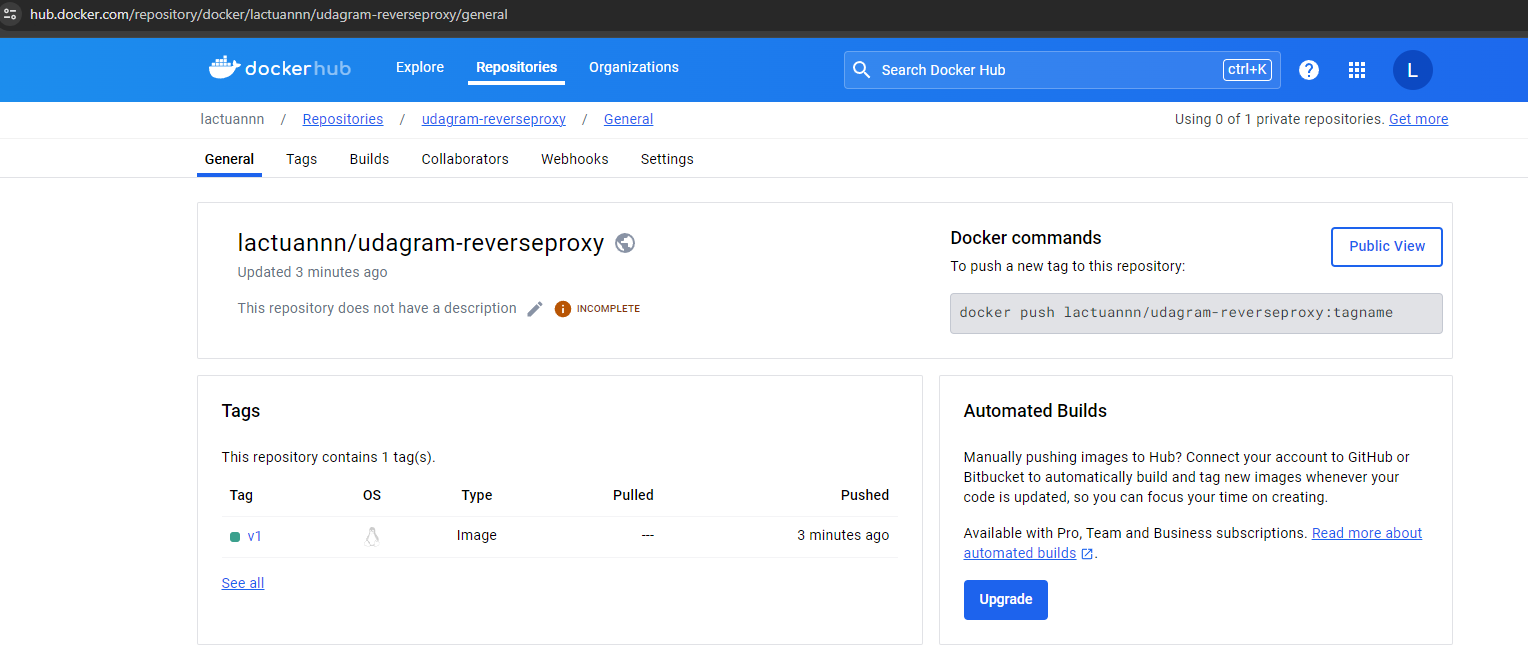 hub.docker.com/repository/docker/lactuannn/udagram-reverseproxy/general
dockerhub Explore Repositories Organizations Search Docker Hub ctrl+K ? L
lactuannn / Repositories / udagram-reverseproxy / General Using 0 of 1 private repositories. Get more
General Tags Builds Collaborators Webhooks Settings
lactuannn/udagram-reverseproxy
Updated 3 minutes ago
This repository does not have a description INCOMPLETE
Docker commands
Public View
To push a new tag to this repository:
docker push lactuannn/udagram-reverseproxy:tagname
Tags
This repository contains 1 tag(s).
Tag OS Type Pulled Pushed
v1 Image --- 3 minutes ago
See all
Automated Builds
Manually pushing images to Hub? Connect your account to GitHub or
Bitbucket to automatically build and tag new images whenever your
code is updated, so you can focus your time on creating.
Available with Pro, Team and Business subscriptions. Read more about
automated builds .
Upgrade